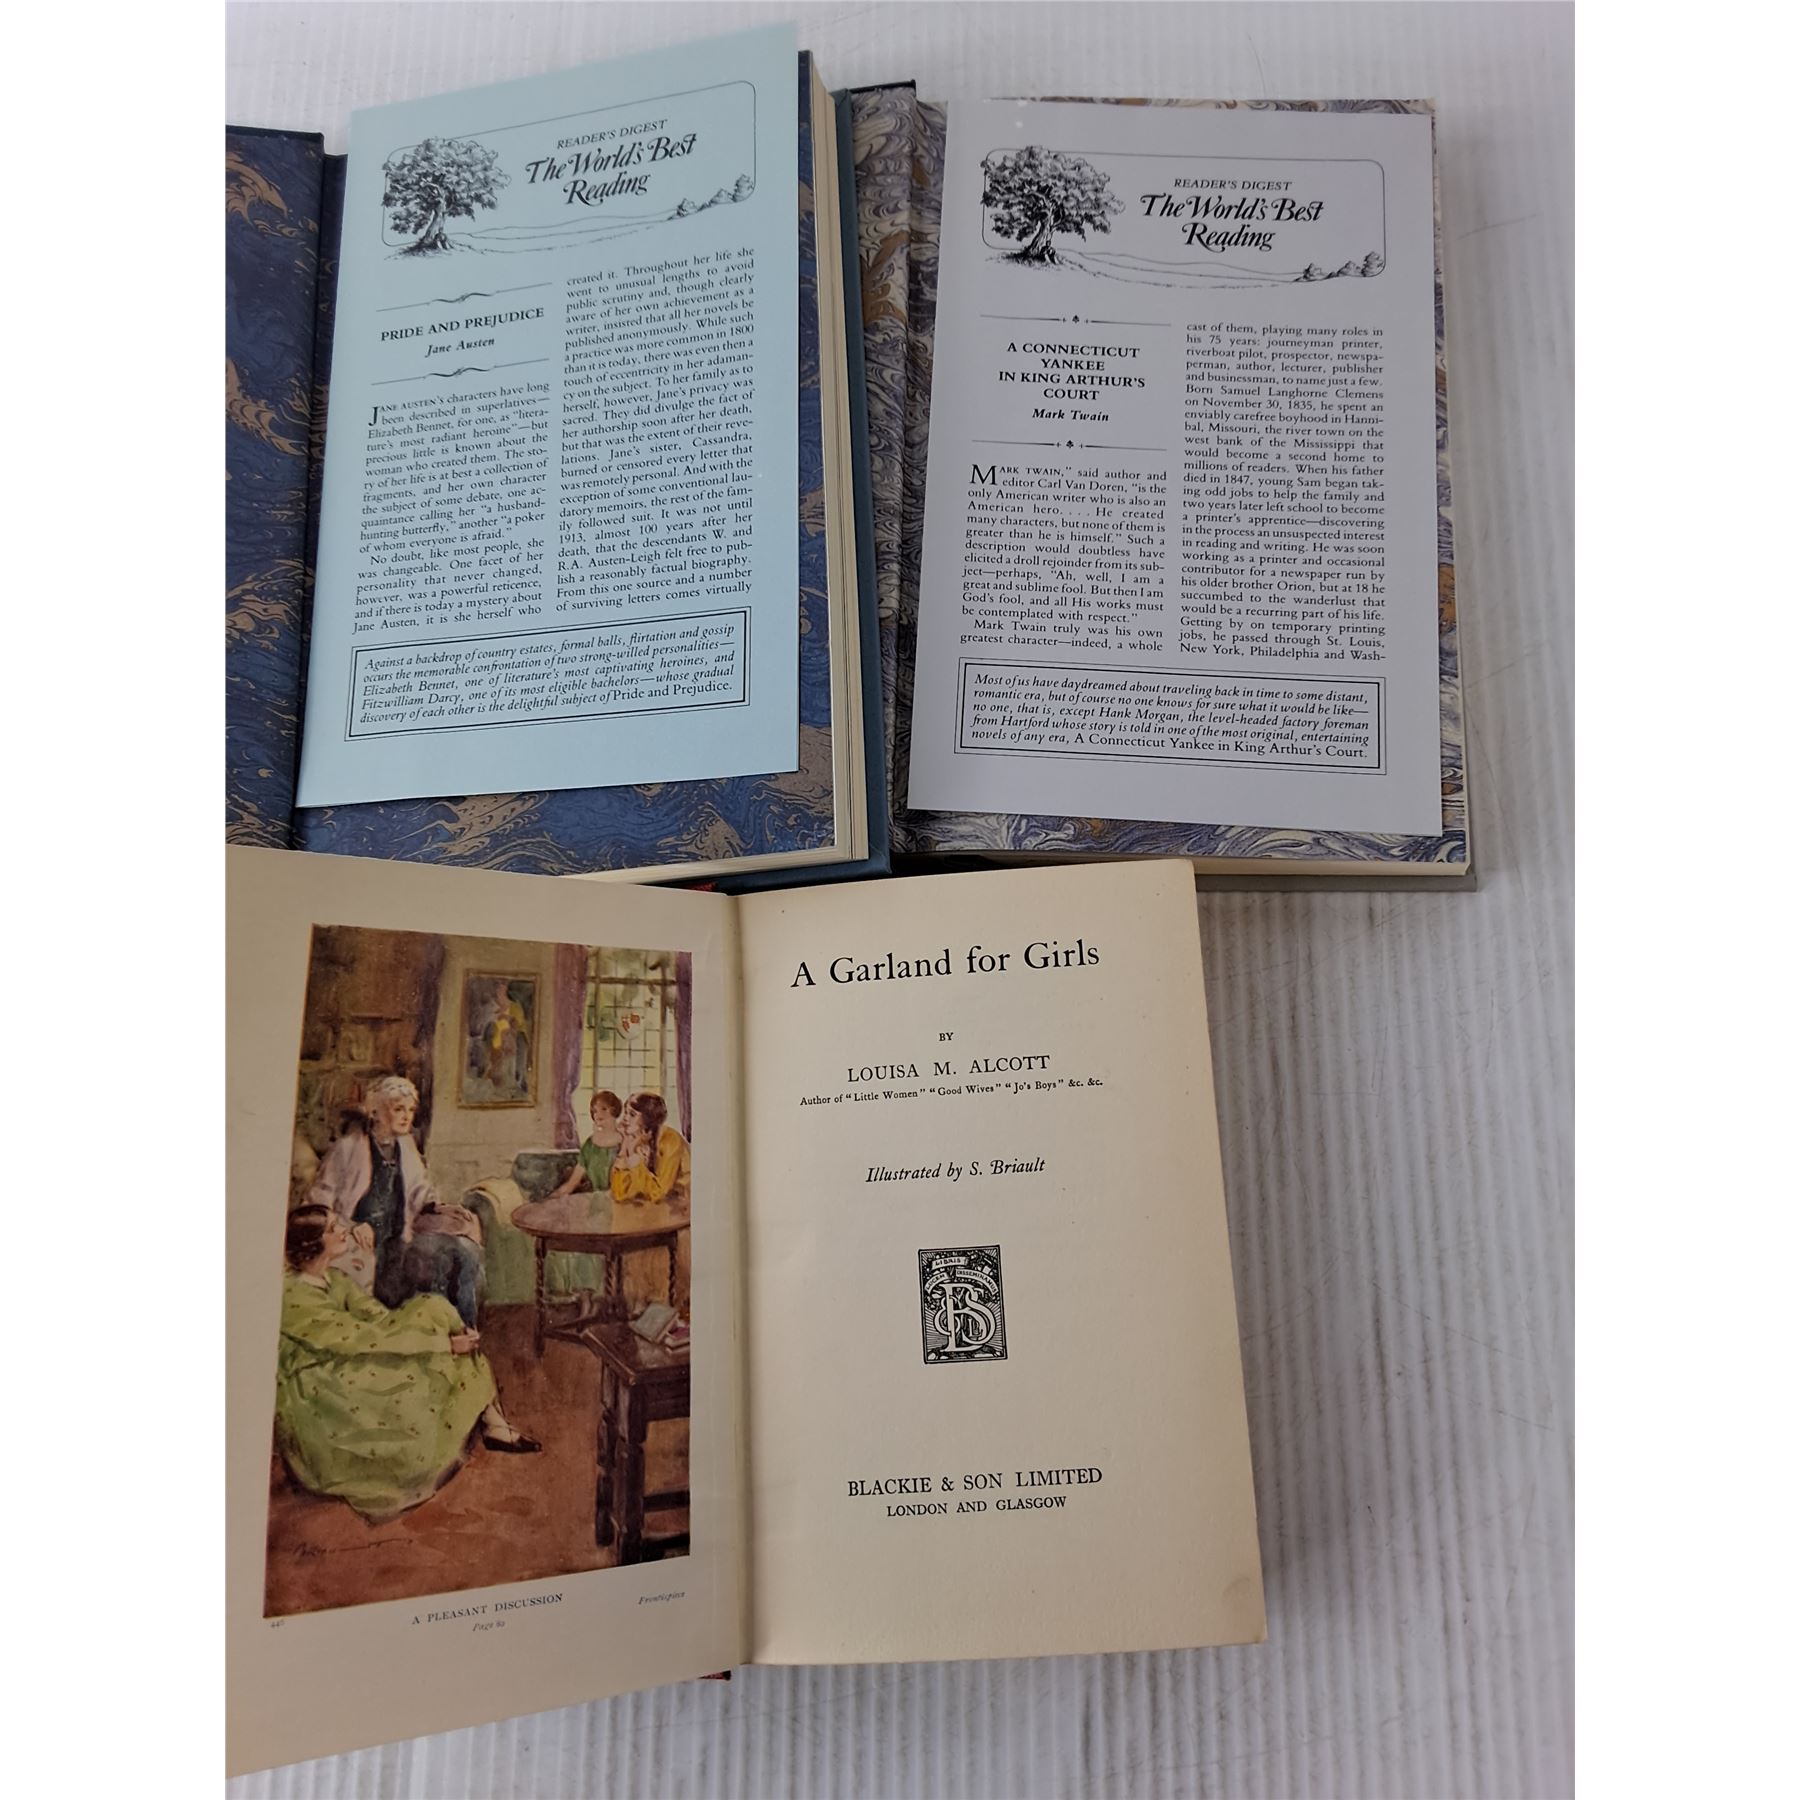 READER'S DIGEST
The World's Best
Reading
PRIDE AND PREJUDICE
Jane Austen
JANE AUSTEN'S characters have long
been described in superlatives—
Elizabeth Bennet, for one, as "litera-
ture's most radiant heroine"—but
precious little is known about the
woman who created them. The sto-
ry of her life is at best a collection of
fragments, and her own character
the subject of some debate, one ac-
quaintance calling her "a husband-
hunting butterfly," another "a poker
of whom everyone is afraid."
No doubt, like most people, she
was changeable. One facet of her
personality that never changed,
however, was a powerful reticence,
and if there is today a mystery about
Jane Austen, it is she herself who
created it. Throughout her life she
went to unusual lengths to avoid
public scrutiny and, though clearly
aware of her own achievement as a
writer, insisted that all her novels be
published anonymously. While such
a practice was more common in 1800
than it is today, there was even then a
touch of eccentricity in her adaman-
cy on the subject. To her family as to
herself, however, Jane's privacy was
sacred. They did divulge the fact of
her authorship soon after her death,
but that was the extent of their reve-
lations. Jane's sister, Cassandra,
burned or censored every letter that
was remotely personal. And with the
exception of some conventional lau-
datory memoirs, the rest of the fam-
ily followed suit. It was not until
1913, almost 100 years after her
death, that the descendants W. and
R.A. Austen-Leigh felt free to pub-
lish a reasonably factual biography.
From this one source and a number
of surviving letters comes virtually
Against a backdrop of country estates, formal balls, flirtation and gossip
occurs the memorable confrontation of two strong-willed personalities—
Elizabeth Bennet, one of literature's most captivating heroines, and
Fitzwilliam Darcy, one of its most eligible bachelors—whose gradual
discovery of each other is the delightful subject of Pride and Prejudice.
READER'S DIGEST
The World's Best
Reading
A CONNECTICUT
YANKEE
IN KING ARTHUR'S
COURT
Mark Twain
MARK TWAIN," said author and
editor Carl Van Doren, "is the
only American writer who is also an
American hero. . . . He created
many characters, but none of them is
greater than he is himself." Such a
description would doubtless have
elicited a droll rejoinder from its sub-
ject—perhaps, "Ah, well, I am a
great and sublime fool. But then I am
God's fool, and all His works must
be contemplated with respect."
Mark Twain truly was his own
greatest character—indeed, a whole
cast of them, playing many roles in
his 75 years: journeyman printer,
riverboat pilot, prospector, newspa-
perman, author, lecturer, publisher
and businessman, to name just a few.
Born Samuel Langhorne Clemens
on November 30, 1835, he spent an
enviably carefree boyhood in Hanni-
bal, Missouri, the river town on the
west bank of the Mississippi that
would become a second home to
millions of readers. When his father
died in 1847, young Sam began tak-
ing odd jobs to help the family and
two years later left school to become
a printer's apprentice—discovering
in the process an unsuspected interest
in reading and writing. He was soon
working as a printer and occasional
contributor for a newspaper run by
his older brother Orion, but at 18 he
succumbed to the wanderlust that
would be a recurring part of his life.
Getting by on temporary printing
jobs, he passed through St. Louis,
New York, Philadelphia and Wash-
Most of us have daydreamed about traveling back in time to some distant,
romantic era, but of course no one knows for sure what it would be like—
no one, that is, except Hank Morgan, the level-headed factory foreman
from Hartford whose story is told in one of the most original, entertaining
novels of any era, A Connecticut Yankee in King Arthur's Court.
A PLEASANT DISCUSSION
Page 82
446
Frontispiece
A Garland for Girls
BY
LOUISA M. ALCOTT
Author of "Little Women" "Good Wives" "Jo's Boys" &c. &c.
Illustrated by S. Briault
LIBRIS
LUCEM DISSEMINAMUS
BLACKIE & SON LIMITED
LONDON AND GLASGOW